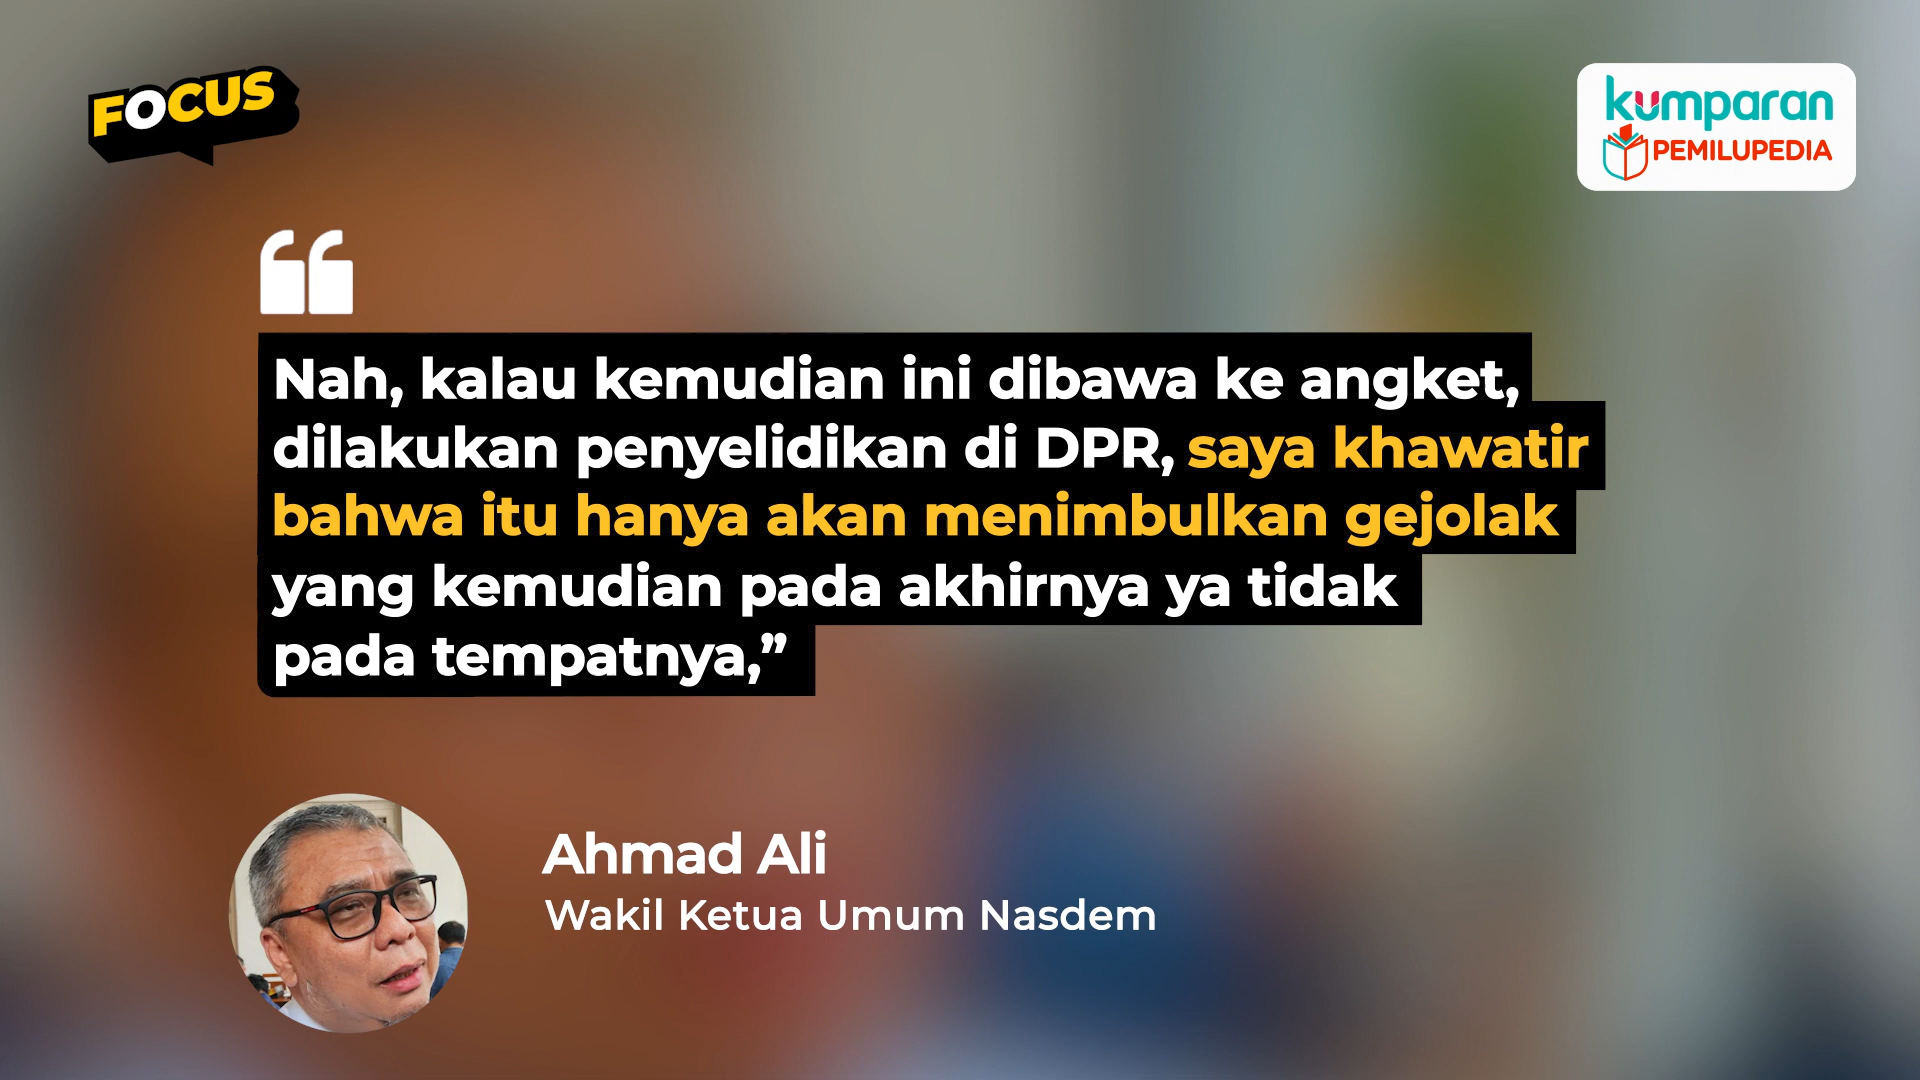 FOCUS
kumparan
PEMILUPEDIA
Nah, kalau kemudian ini dibawa ke angket,
dilakukan penyelidikan di DPR, saya khawatir
bahwa itu hanya akan menimbulkan gejolak
yang kemudian pada akhirnya ya tidak
pada tempatnya,”
Ahmad Ali
Wakil Ketua Umum Nasdem